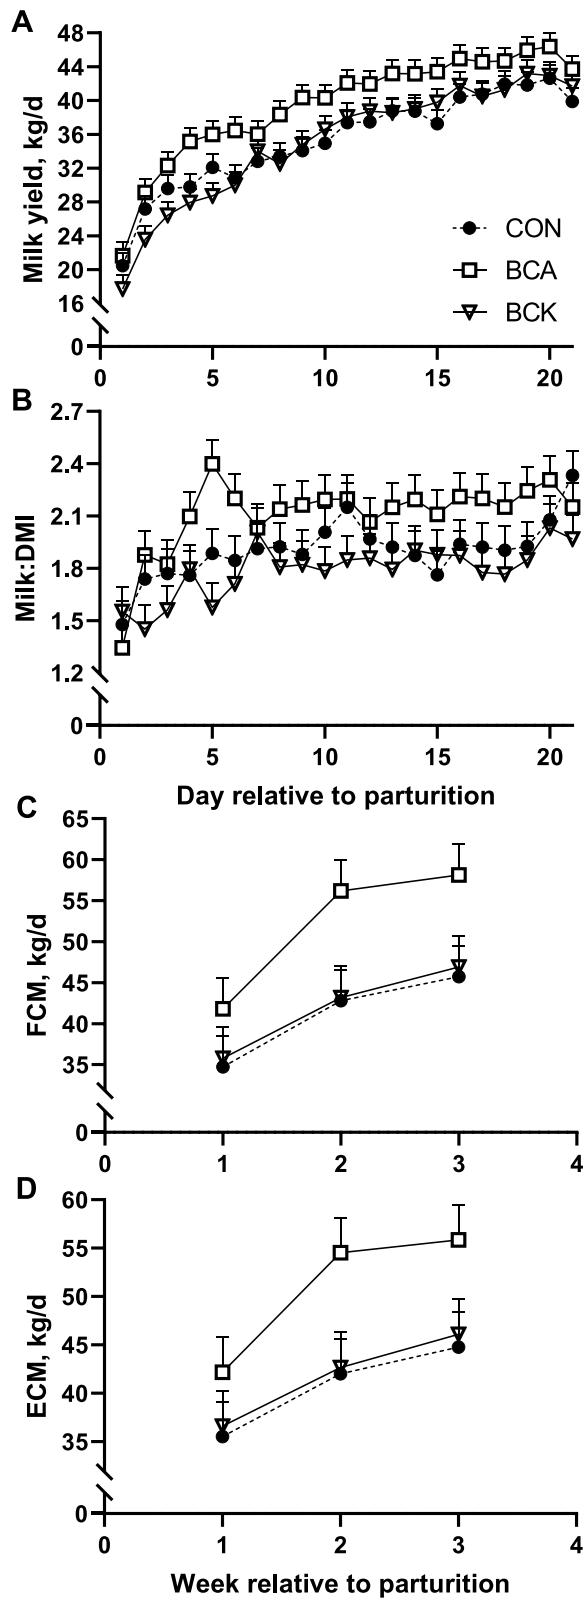 A
Milk yield, kg/d
48
44
40
36
32
28
24
20
16
0
CON
BCA
BCK
0 5 10 15 20
B
Milk:DMI
2.7
2.4
2.1
1.8
1.5
1.2
0
0 5 10 15 20
Day relative to parturition
C
FCM, kg/d
65
60
55
50
45
40
35
0
0 1 2 3 4
D
ECM, kg/d
60
55
50
45
40
35
0
0 1 2 3 4
Week relative to parturition